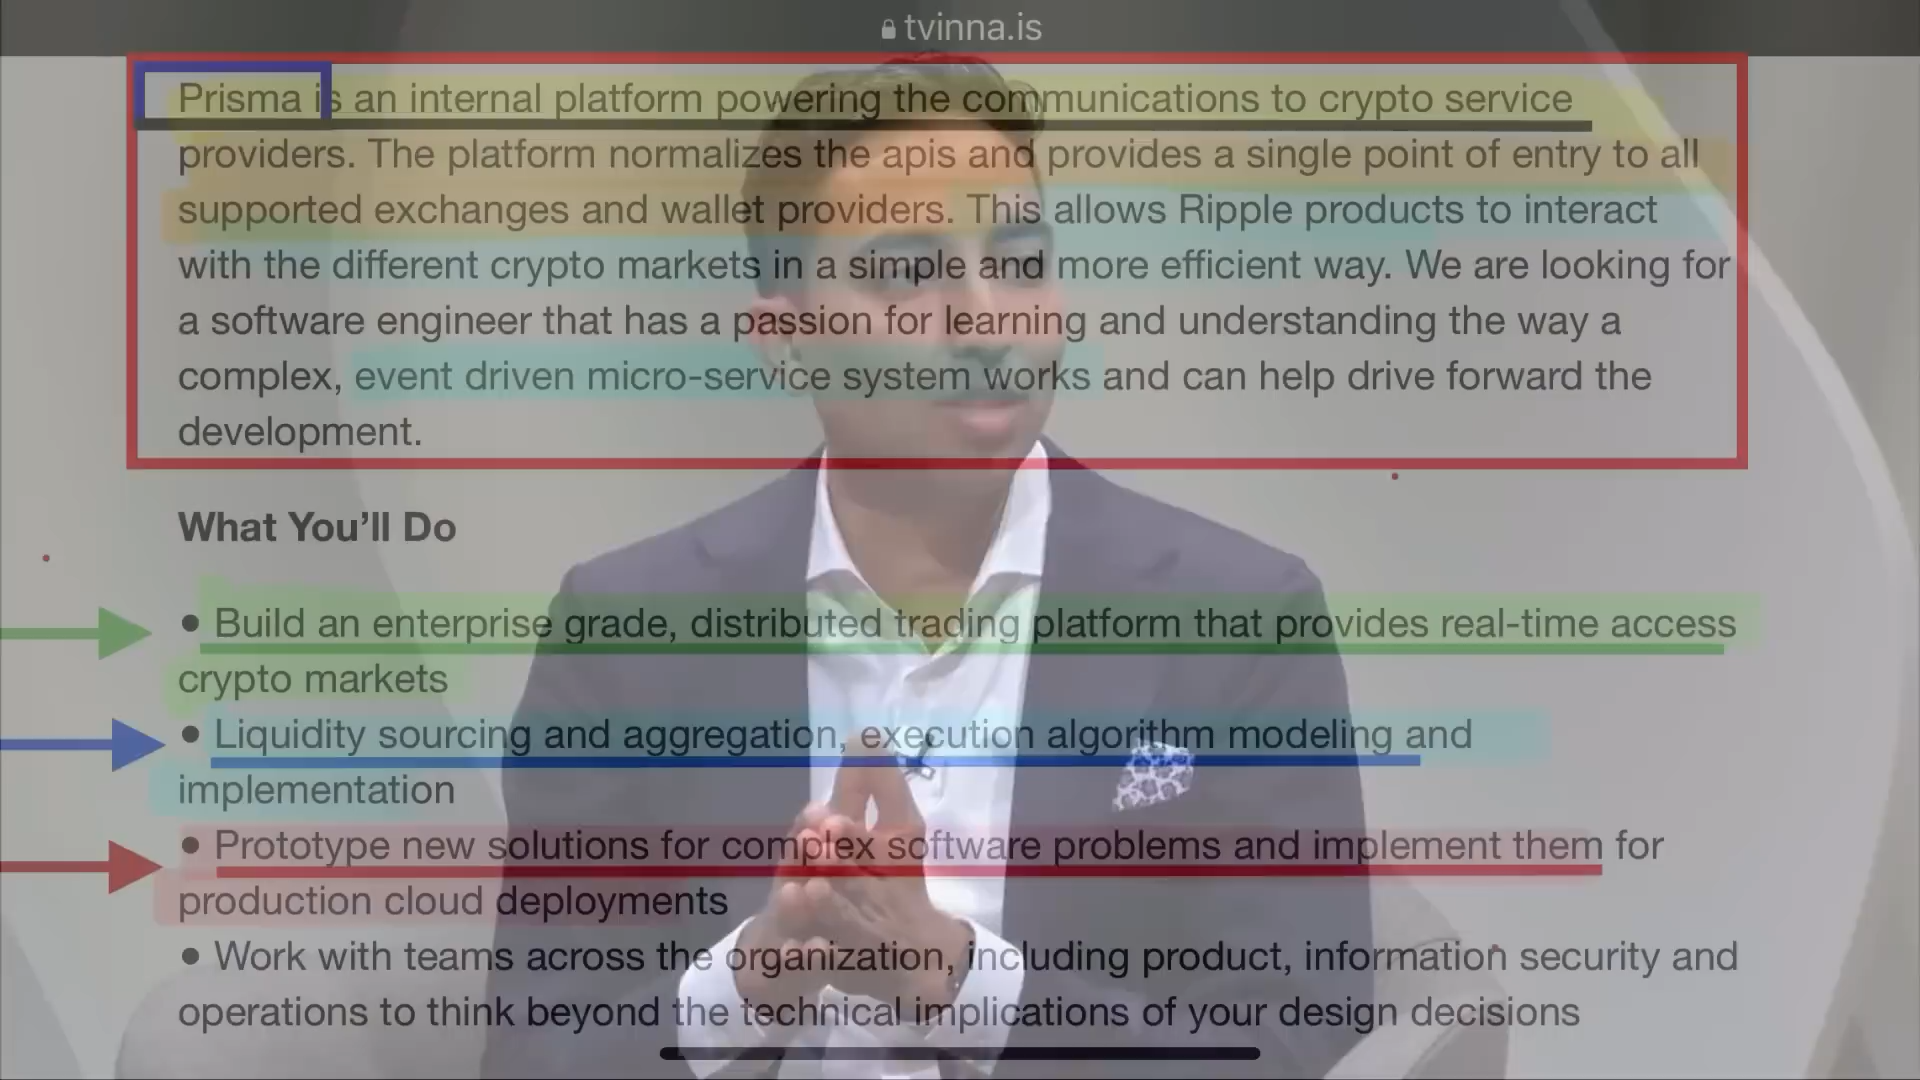 tvinna.is
Prisma is an internal platform powering the communications to crypto service
providers. The platform normalizes the apis and provides a single point of entry to all
supported exchanges and wallet providers. This allows Ripple products to interact
with the different crypto markets in a simple and more efficient way. We are looking for
a software engineer that has a passion for learning and understanding the way a
complex, event driven micro-service system works and can help drive forward the
development.
What You’ll Do
• Build an enterprise grade, distributed trading platform that provides real-time access
crypto markets
• Liquidity sourcing and aggregation, execution algorithm modeling and
implementation
• Prototype new solutions for complex software problems and implement them for
production cloud deployments
• Work with teams across the organization, including product, information security and
operations to think beyond the technical implications of your design decisions